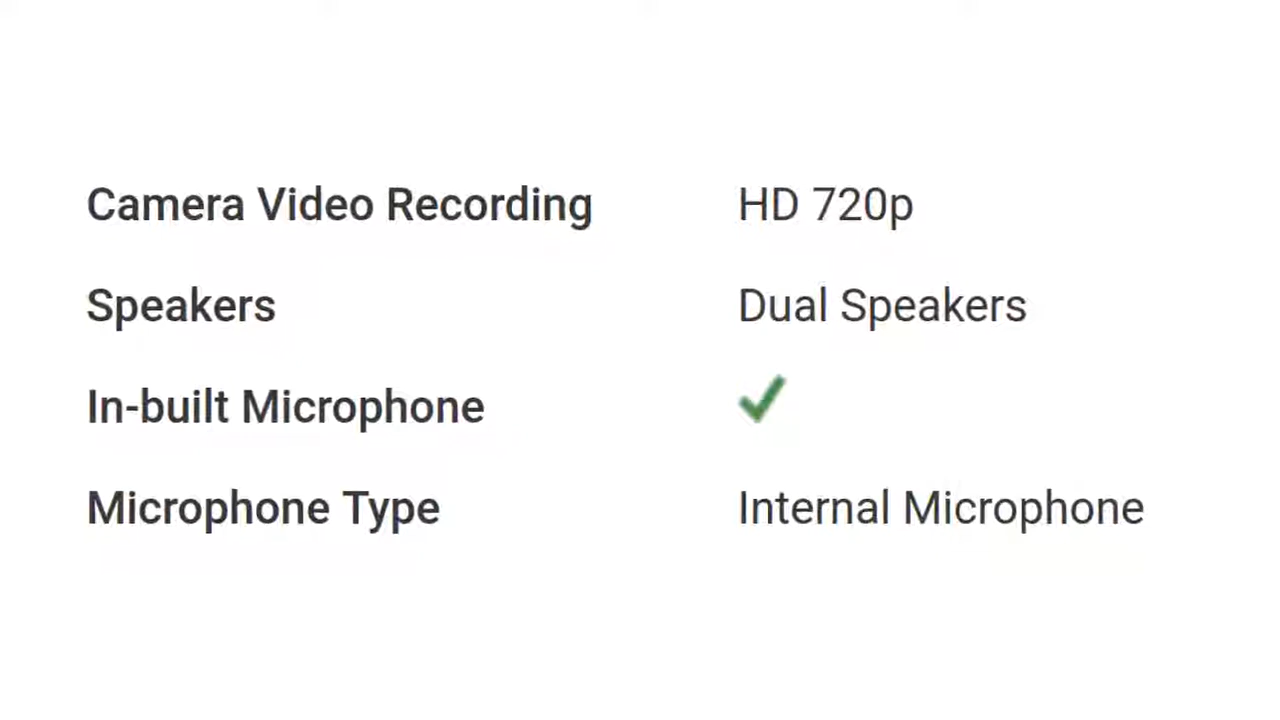 Camera Video Recording HD 720p
Speakers Dual Speakers
In-built Microphone ✔
Microphone Type Internal Microphone